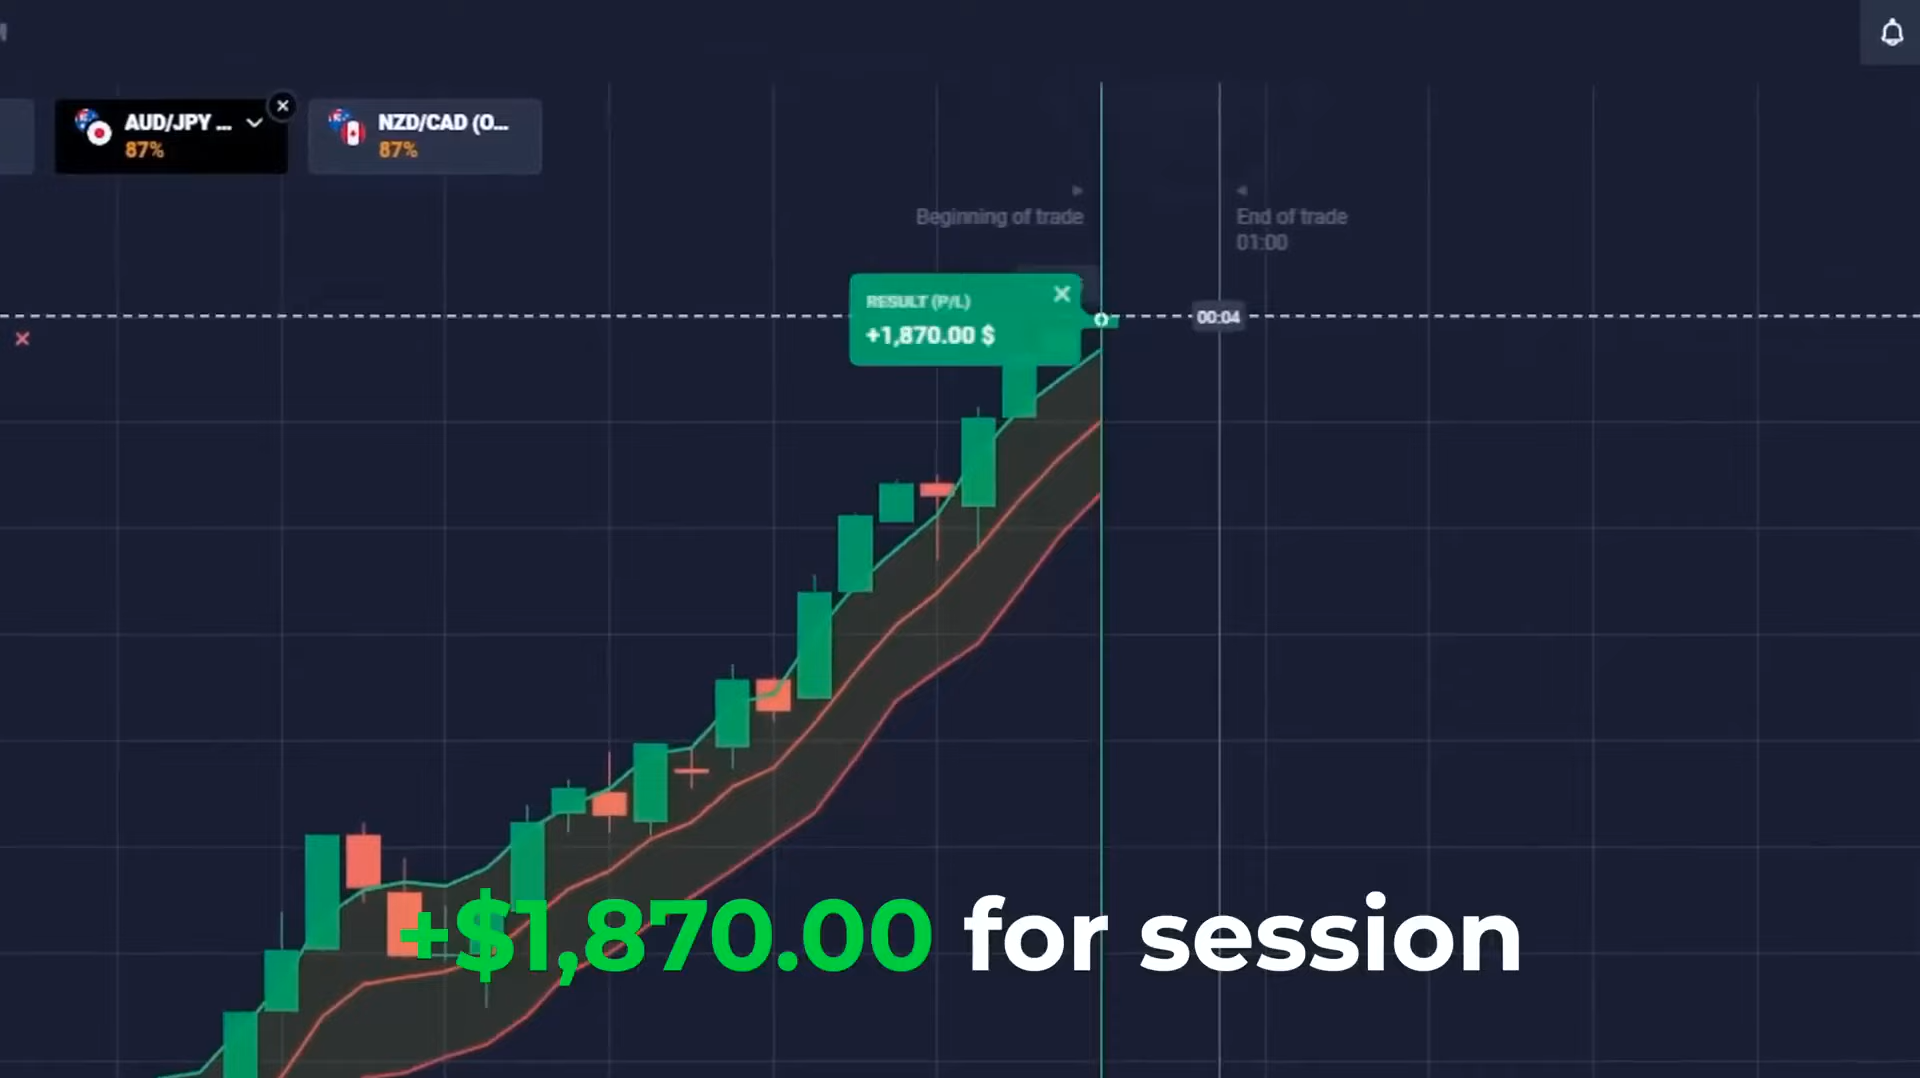 AUD/JPY ...
87%
NZD/CAD (O...
87%
Beginning of trade
End of trade
01:00
RESULT (P/L)
+1,870.00 $
00:04
+$1,870.00 for session